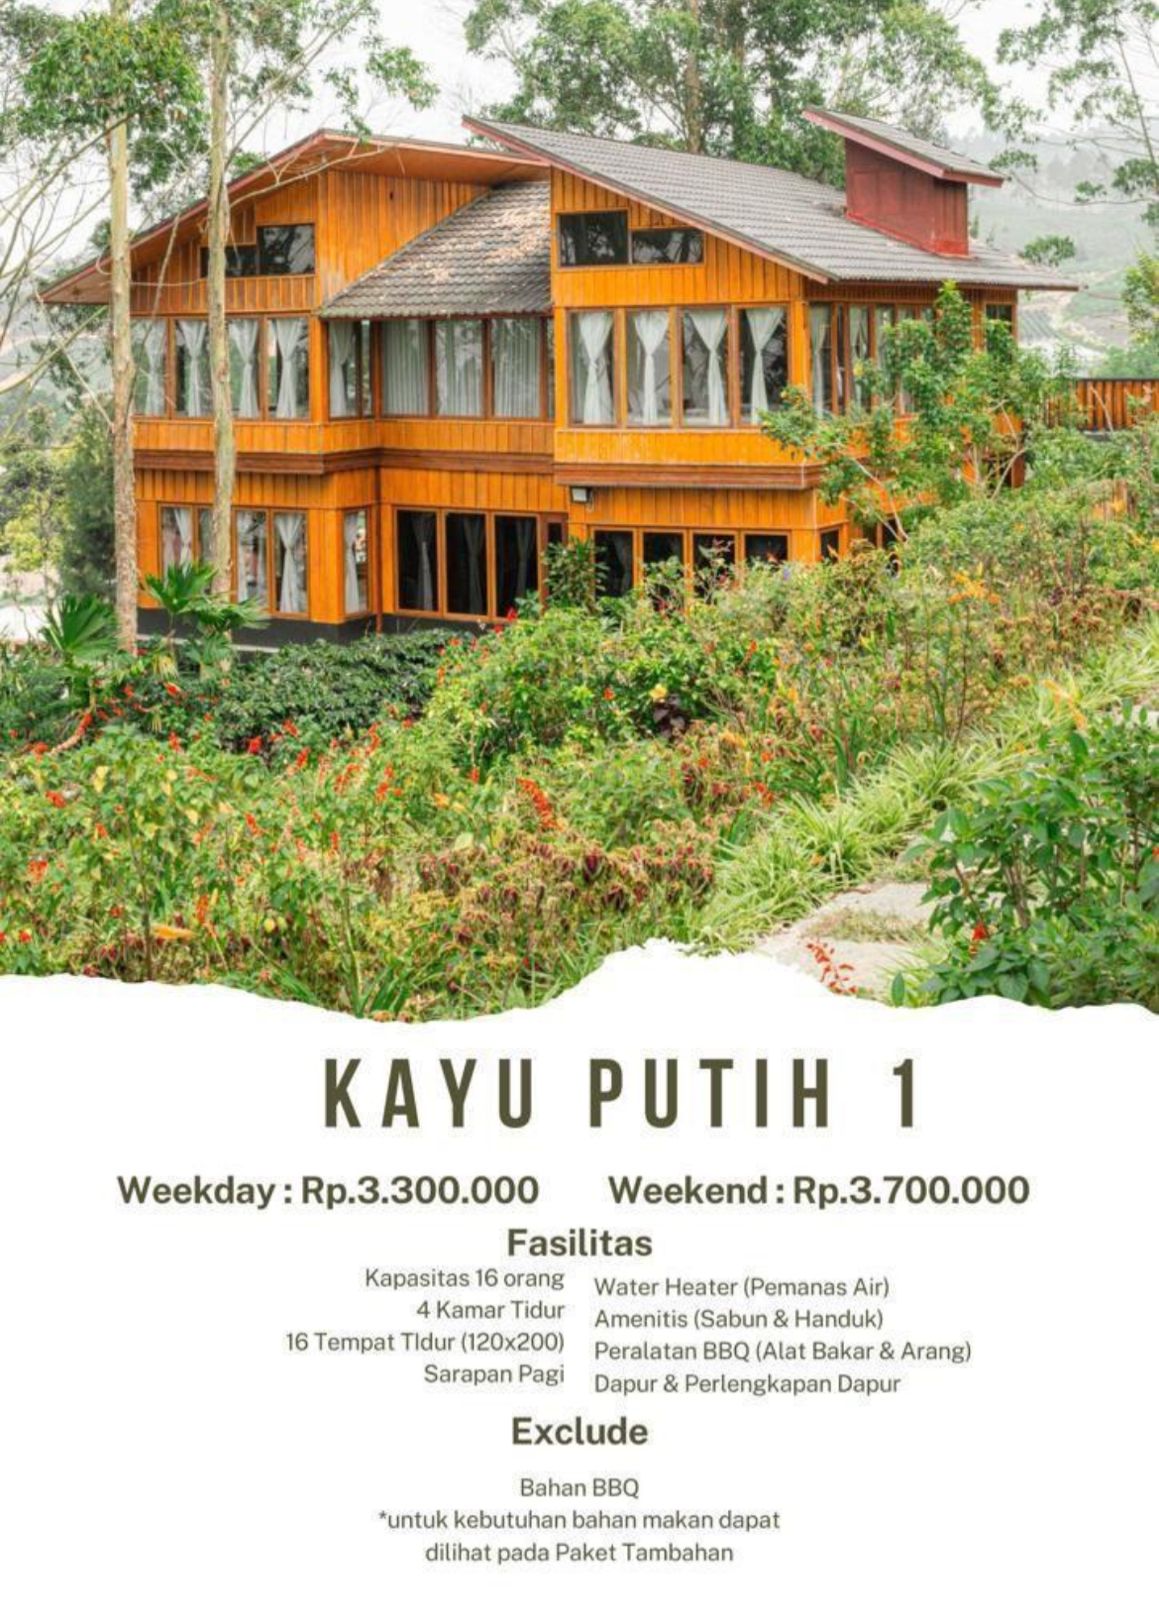 KAYU PUTIH 1
Weekday : Rp.3.300.000
Weekend : Rp.3.700.000
Fasilitas
Kapasitas 16 orang
4 Kamar Tidur
16 Tempat TIdur (120x200)
Sarapan Pagi
Water Heater (Pemanas Air)
Amenitis (Sabun & Handuk)
Peralatan BBQ (Alat Bakar & Arang)
Dapur & Perlengkapan Dapur
Exclude
Bahan BBQ
*untuk kebutuhan bahan makan dapat
dilihat pada Paket Tambahan